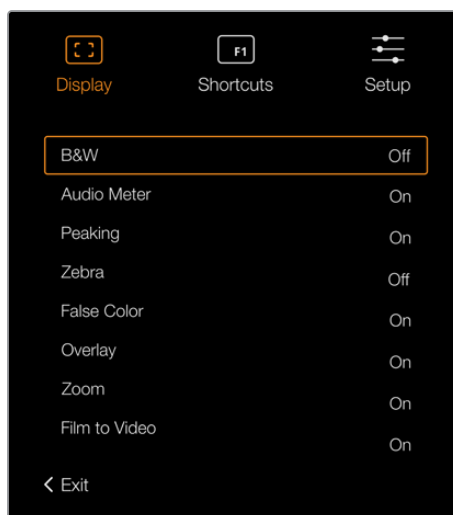 F1
Display Shortcuts Setup
B&W Off
Audio Meter On
Peaking On
Zebra Off
False Color On
Overlay On
Zoom On
Film to Video On
Exit